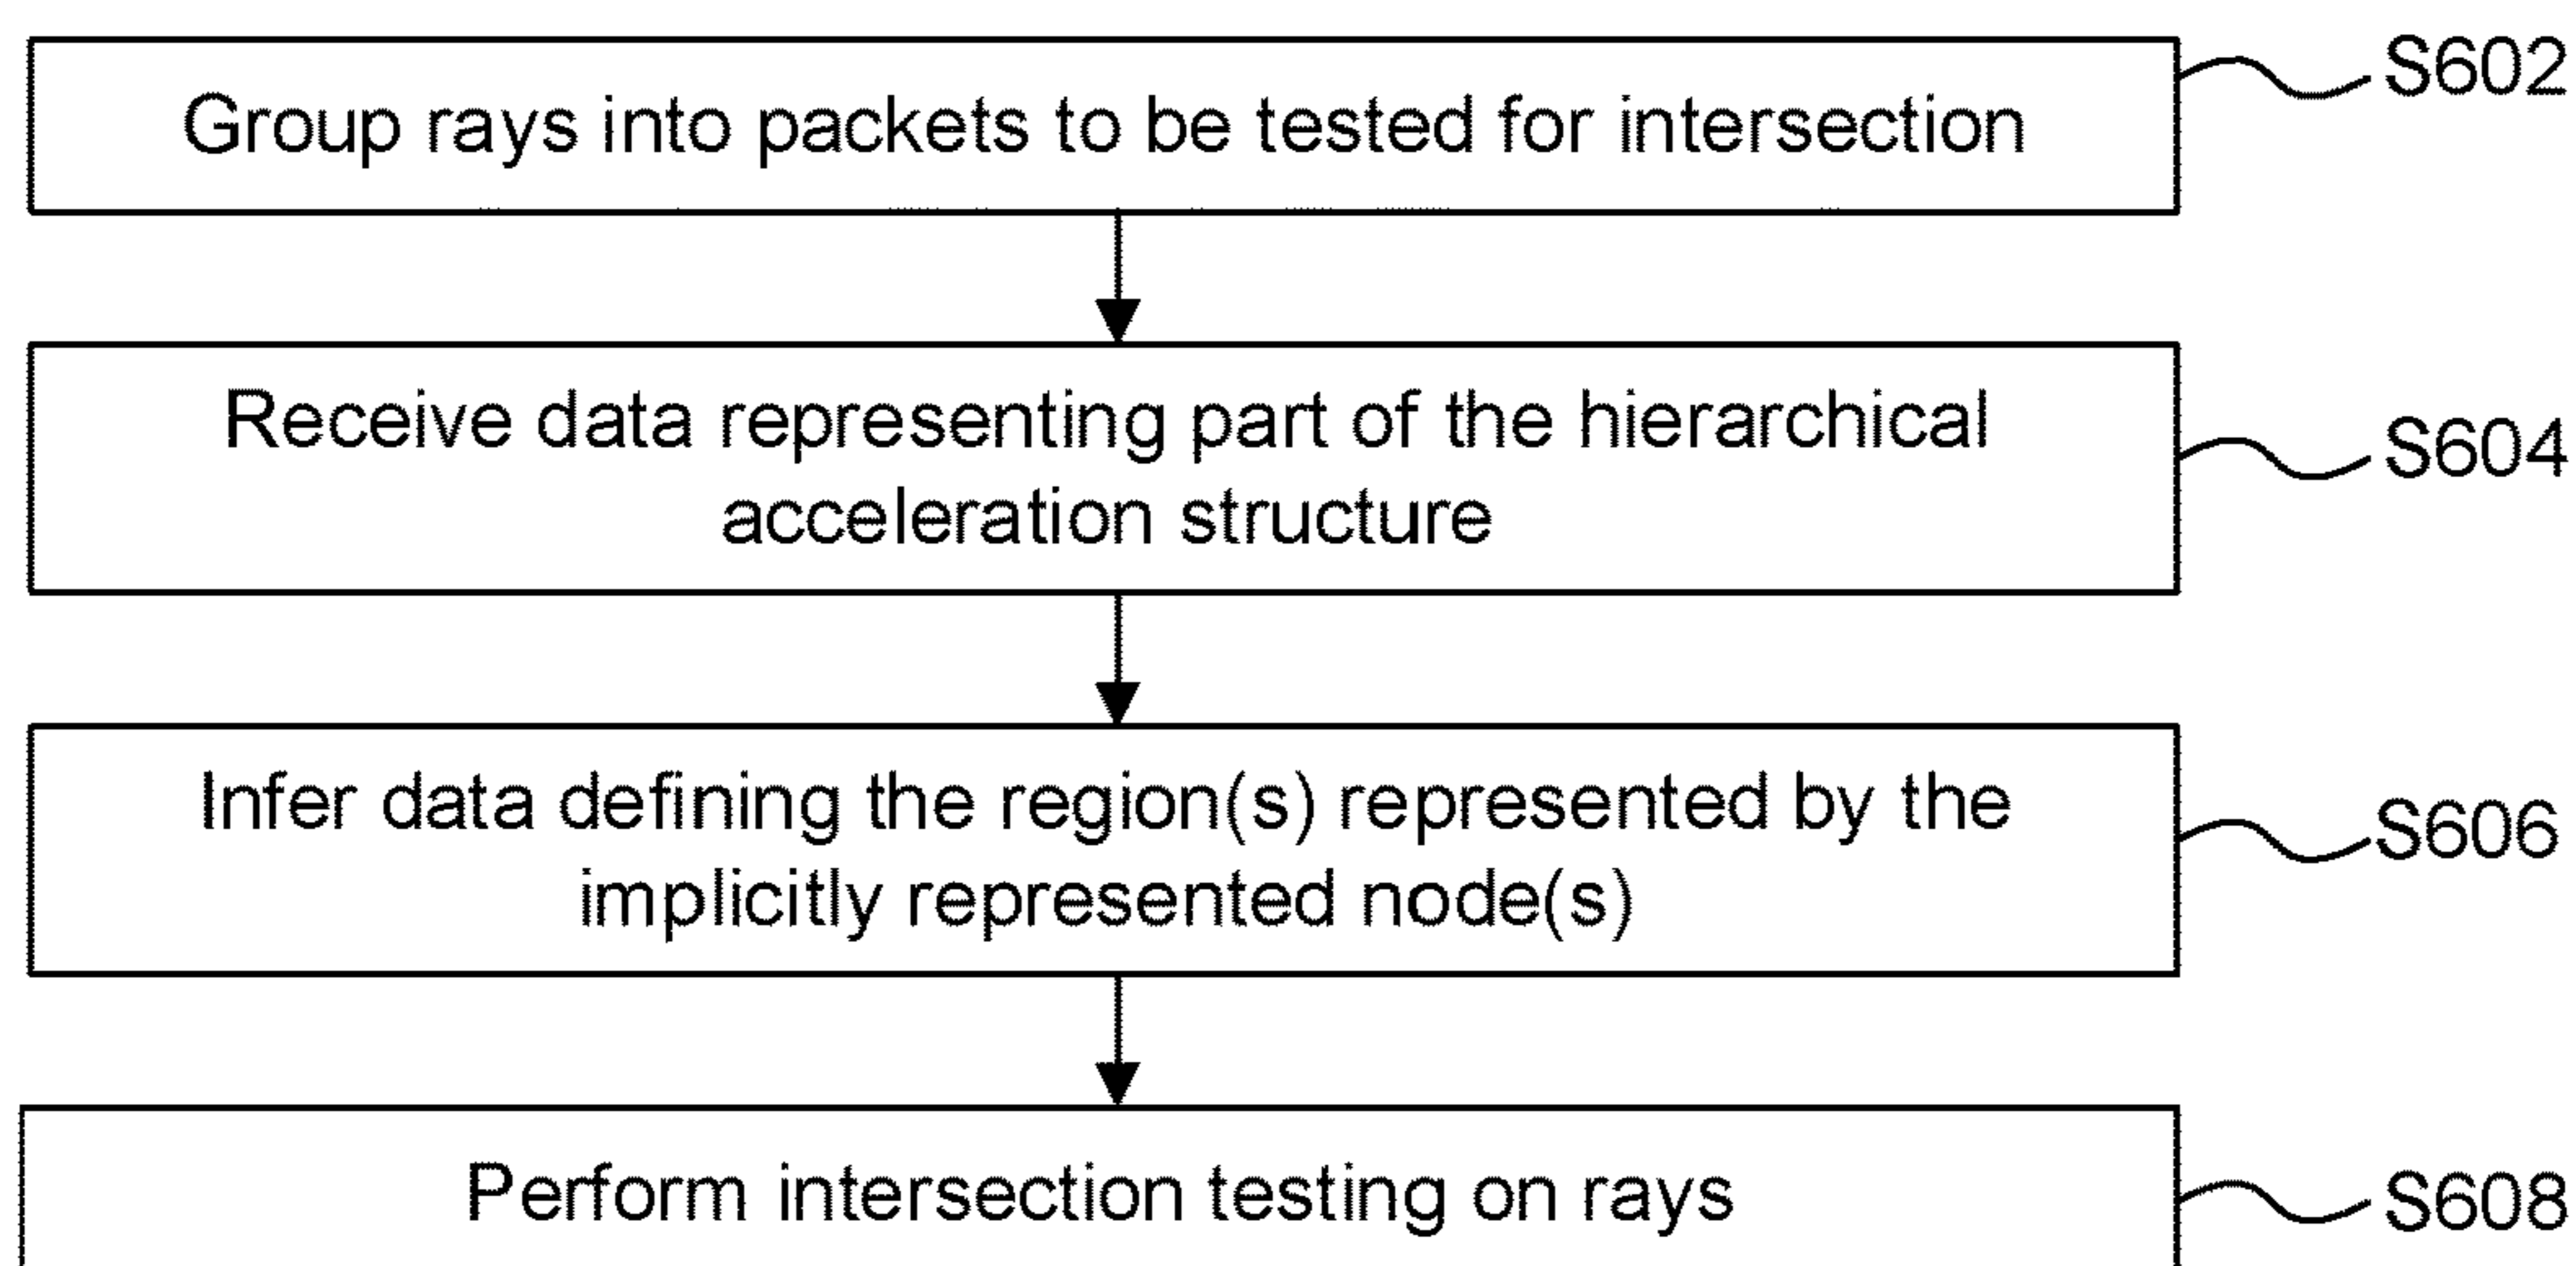 Group rays into packets to be tested for intersection
S602
Receive data representing part of the hierarchical
acceleration structure
S604
Infer data defining the region(s) represented by the
implicitly represented node(s)
S606
Perform intersection testing on rays
S608